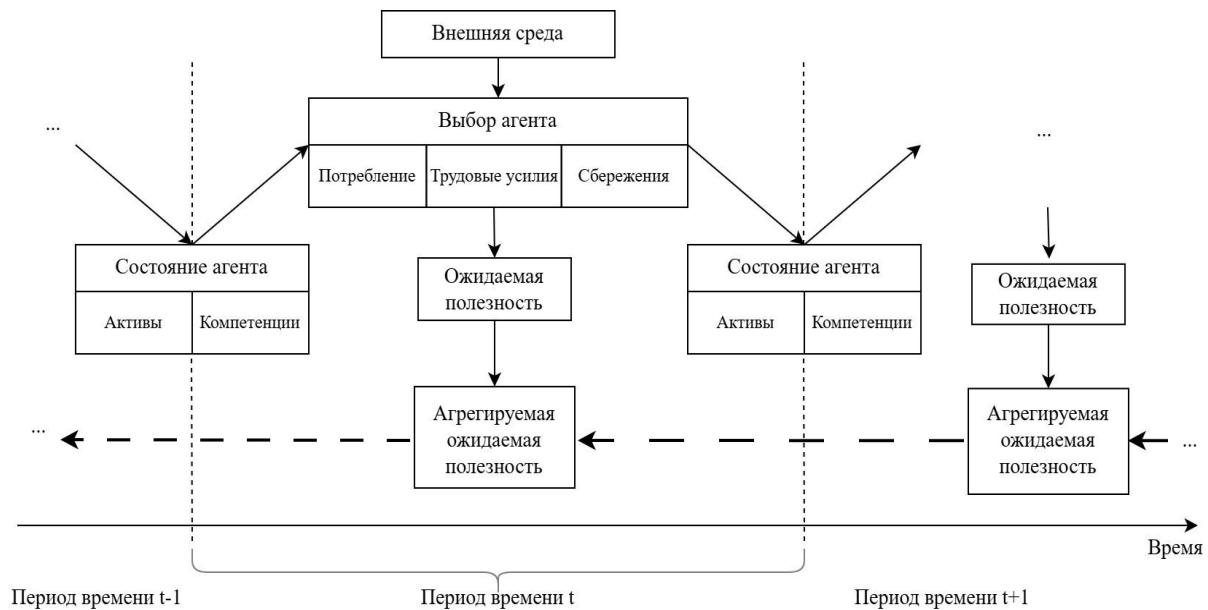 Внешняя среда
...
Выбор агента
...
Потребление
Трудовые усилия
Сбережения
Состояние агента
Активы
Компетенции
Ожидаемая
полезность
Состояние агента
Активы
Компетенции
Ожидаемая
полезность
...
Агрегируемая
ожидаемая
полезность
Агрегируемая
ожидаемая
полезность
...
Время
Период времени t-1
Период времени t
Период времени t+1